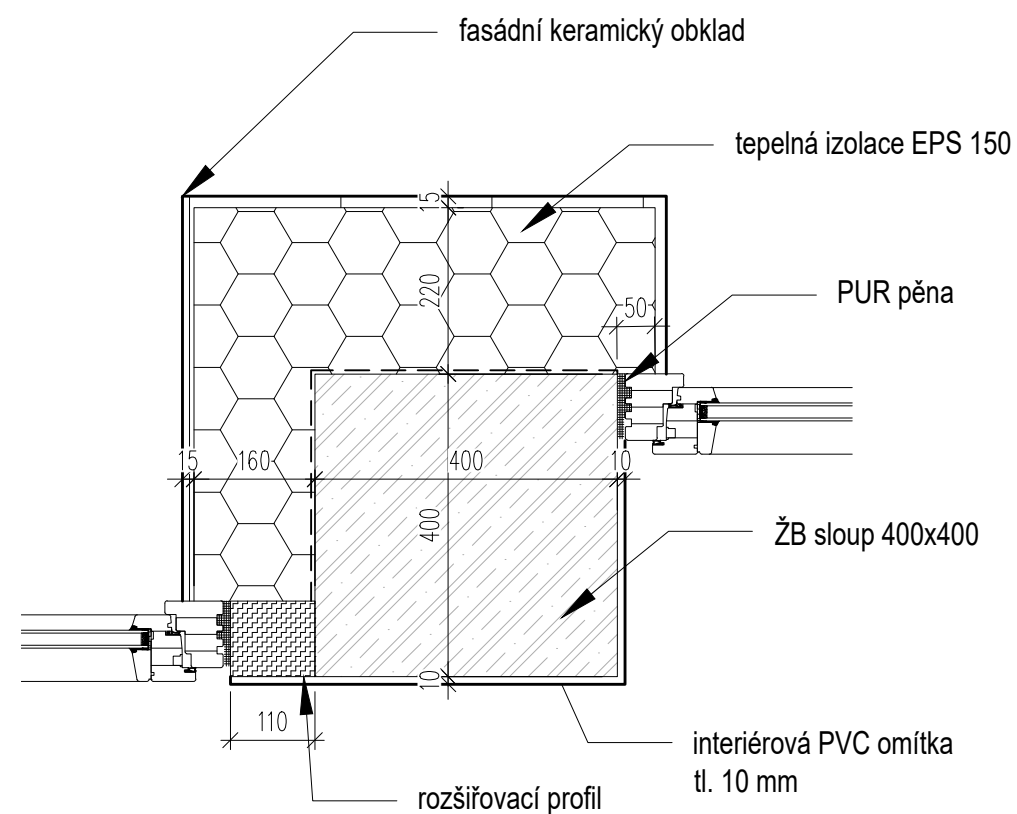 fasádní keramický obklad
tepelná izolace EPS 150
15
220
50
PUR pěna
15
160
400
10
400
ŽB sloup 400x400
10
110
interiérová PVC omítka
tl. 10 mm
rozšiřovací profil